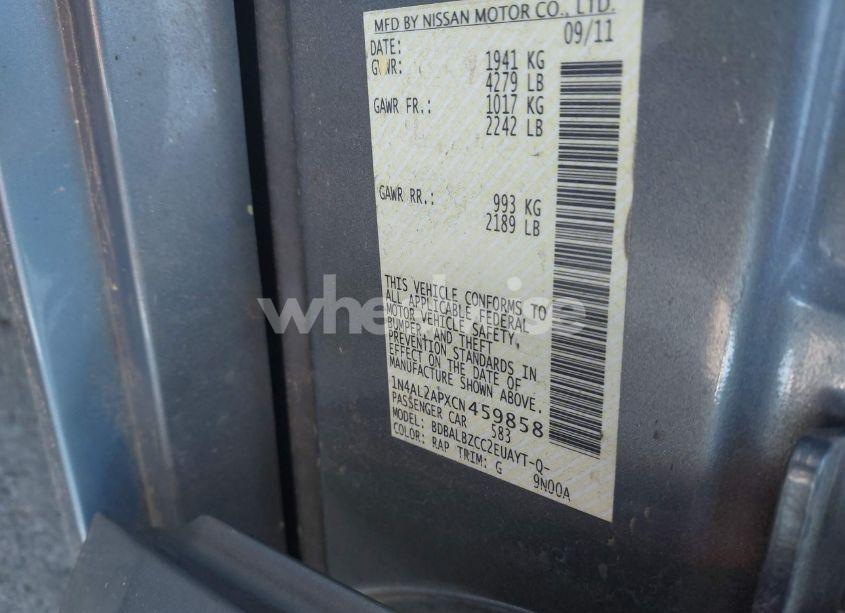 MFD BY NISSAN MOTOR CO., LTD.
DATE: 09/11
GVWR: 1941 KG
4279 LB
GAWR FR.: 1017 KG
2242 LB
GAWR RR.: 993 KG
2189 LB
THIS VEHICLE CONFORMS TO
ALL APPLICABLE FEDERAL
MOTOR VEHICLE SAFETY,
BUMPER, AND THEFT
PREVENTION STANDARDS IN
EFFECT ON THE DATE OF
MANUFACTURE SHOWN ABOVE.
1N4AL2APXCN459858
PASSENGER CAR 583
MODEL: BDBALBZCC2EUAYT-Q-
COLOR: RAP TRIM: G 9N00A